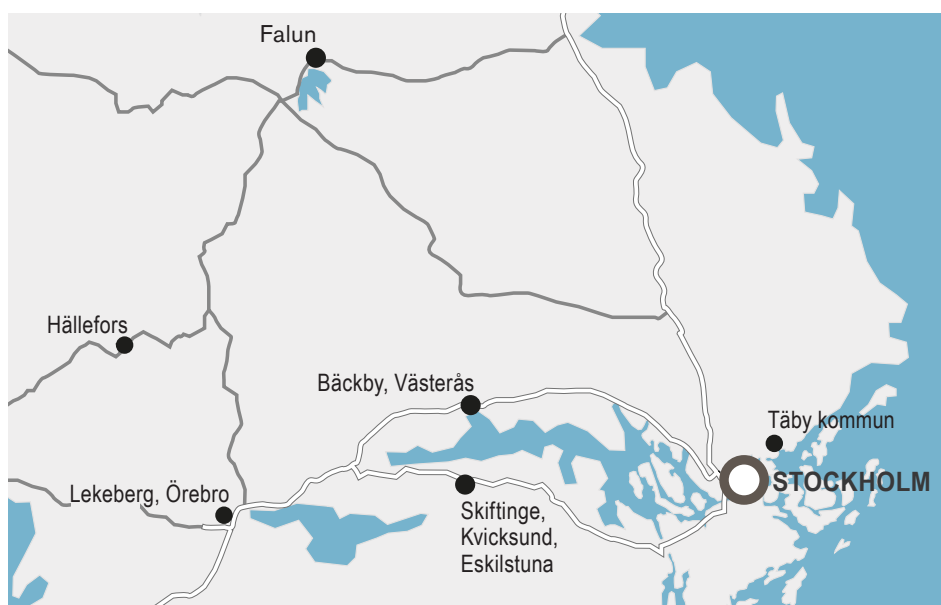 Falun
Hällefors
Bäckby, Västerås
Täby kommun
STOCKHOLM
Lekeberg, Örebro
Skiftinge,
Kvicksund,
Eskilstuna